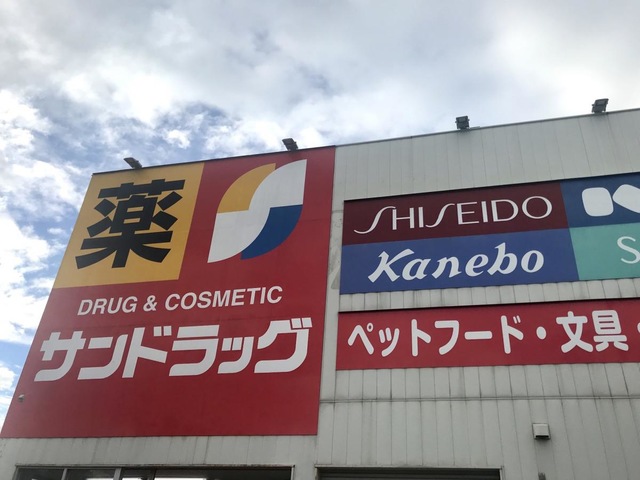 薬
DRUG & COSMETIC
サンドラッグ
SHISEIDO
Kanebo
S
ペットフード・文具